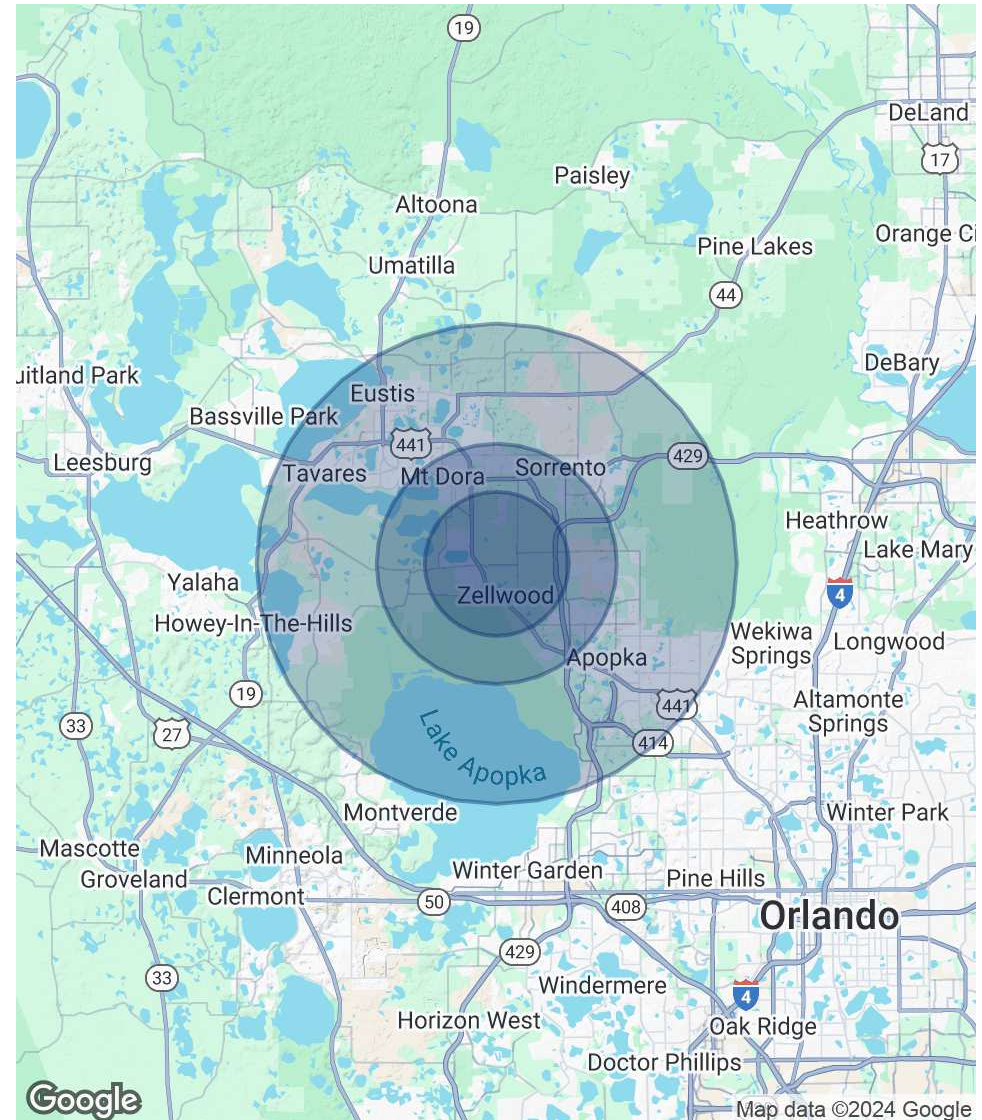 19
DeLand
17
Paisley
Altoona
Orange Ci
Pine Lakes
Umatilla
44
DeBary
uitland Park
Eustis
Bassville Park
441
429
Leesburg
Tavares
Mt Dora
Sorrento
Heathrow
Lake Mary
Yalaha
4
Zellwood
Howey-In-The-Hills
Wekiwa
Springs
Longwood
Apopka
19
441
Altamonte
Springs
33
27
414
Lake Apopka
Montverde
Winter Park
Mascotte
Minneola
Groveland
Winter Garden
Pine Hills
Clermont
50
408
Orlando
429
33
Windermere
4
Horizon West
Oak Ridge
Doctor Phillips
Google
Map data ©2024 Google